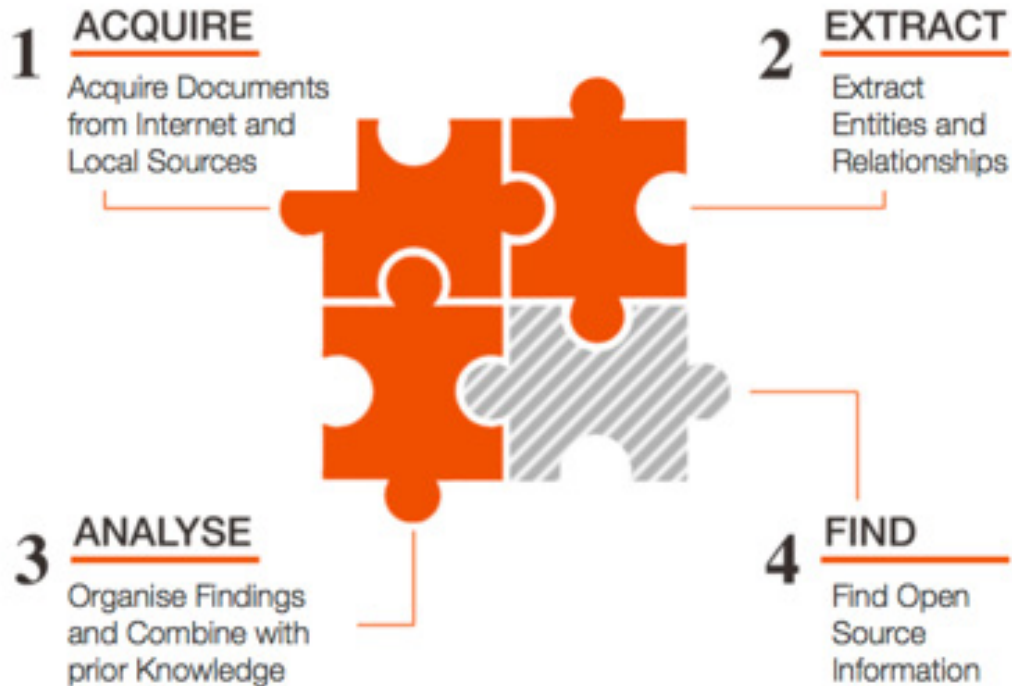 1 ACQUIRE
Acquire Documents
from Internet and
Local Sources
2 EXTRACT
Extract
Entities and
Relationships
3 ANALYSE
Organise Findings
and Combine with
prior Knowledge
4 FIND
Find Open
Source
Information